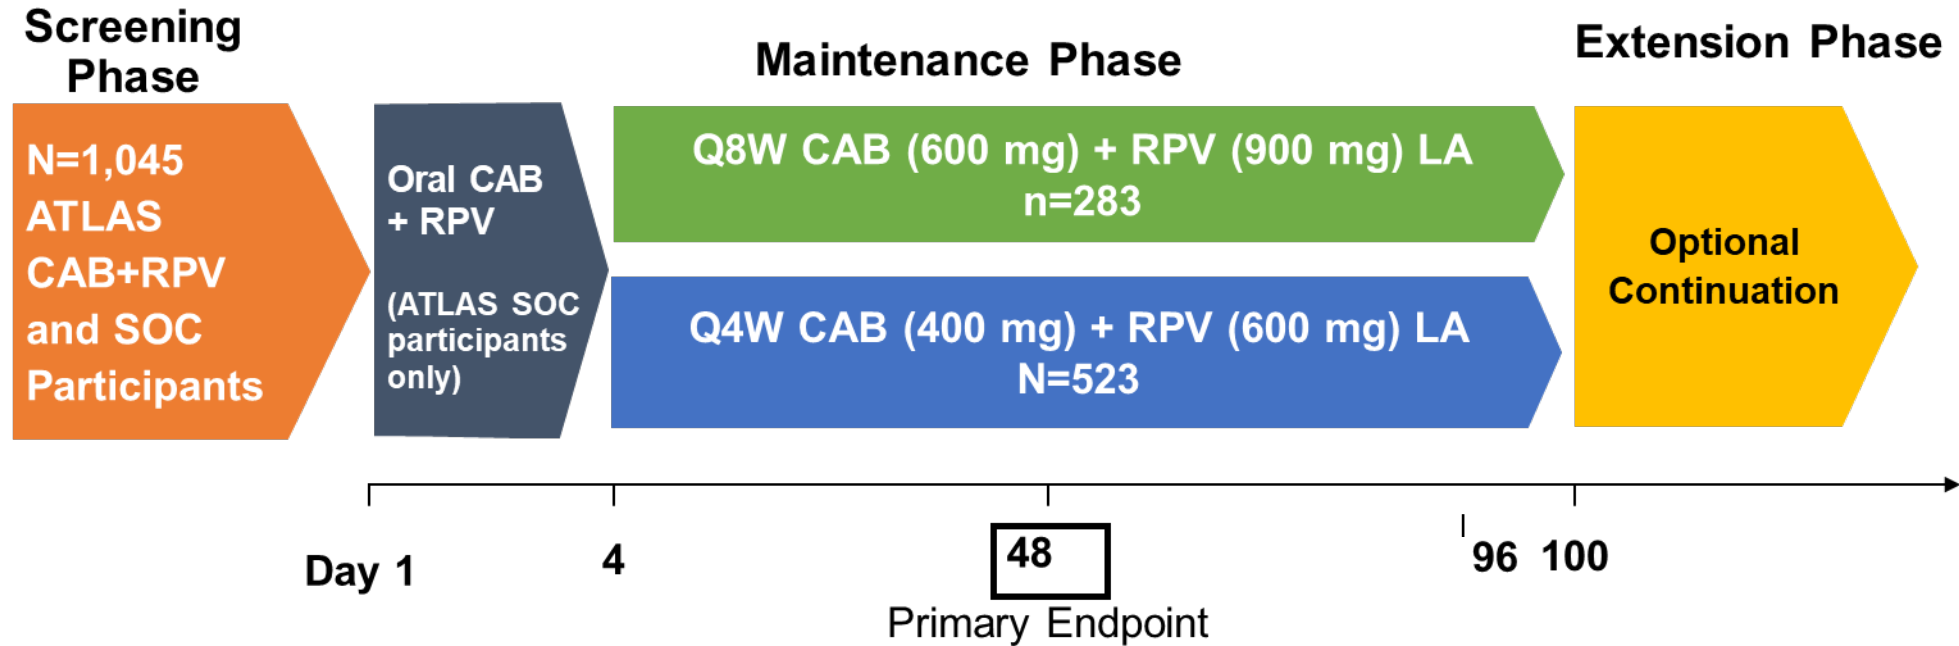 Screening
Phase
Maintenance Phase
Extension Phase
N=1,045
ATLAS
CAB+RPV
and SOC
Participants
Oral CAB
+ RPV
(ATLAS SOC
participants
only)
Q8W CAB (600 mg) + RPV (900 mg) LA
n=283
Q4W CAB (400 mg) + RPV (600 mg) LA
N=523
Optional
Continuation
Day 1
4
48
96
100
Primary Endpoint